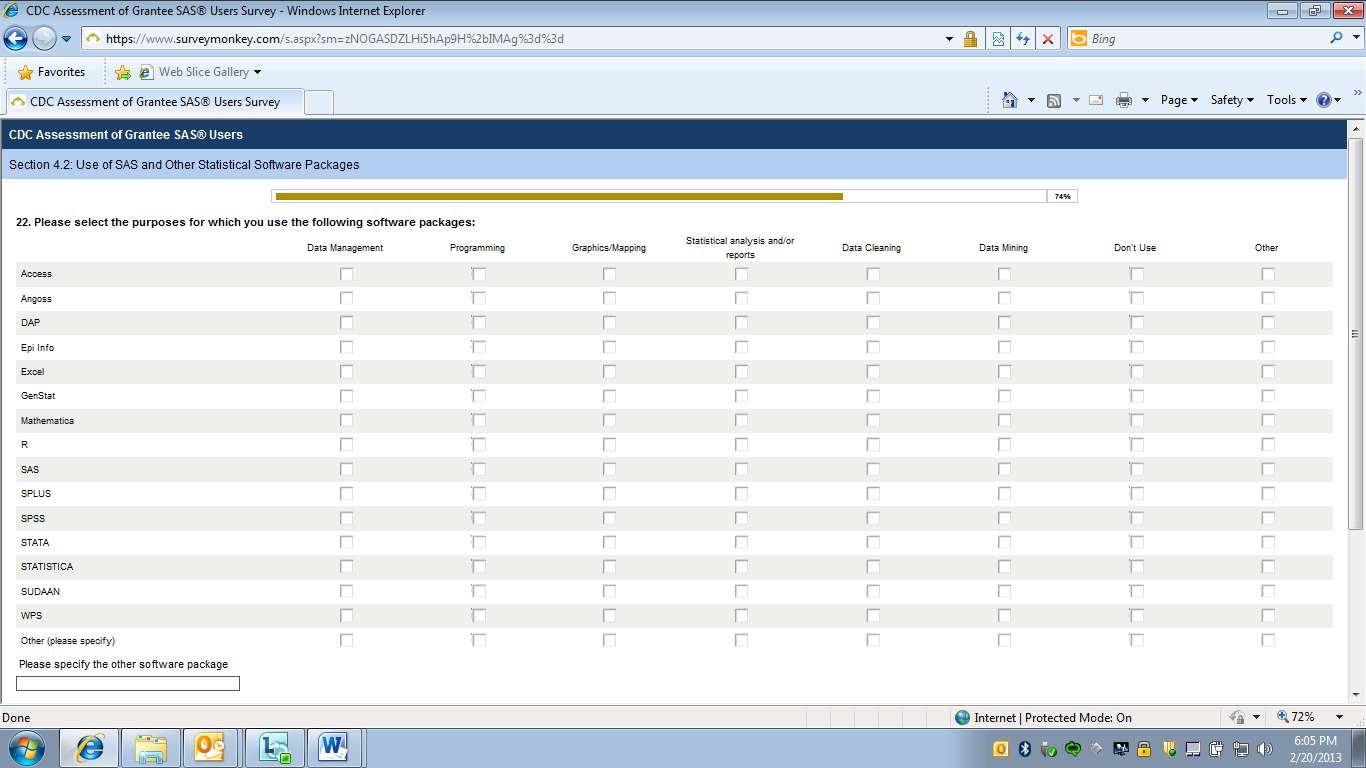 CDC Assessment of Grantee SAS® Users Survey - Windows Internet Explorer
https://www.surveymonkey.com/s.aspx?sm=zNOGASDZLHi5hAp9H%2bIMAg%3d%3d
Bing
Favorites Web Slice Gallery
CDC Assessment of Grantee SAS® Users Survey
Page Safety Tools
CDC Assessment of Grantee SAS® Users
Section 4.2: Use of SAS and Other Statistical Software Packages
74%
22. Please select the purposes for which you use the following software packages:
Data Management Programming Graphics/Mapping Statistical analysis and/or reports Data Cleaning Data Mining Don't Use Other
Access
Angoss
DAP
Epi Info
Excel
GenStat
Mathematica
R
SAS
SPLUS
SPSS
STATA
STATISTICA
SUDAAN
WPS
Other (please specify)
Please specify the other software package
Done Internet | Protected Mode: On 72%
6:05 PM
2/20/2013